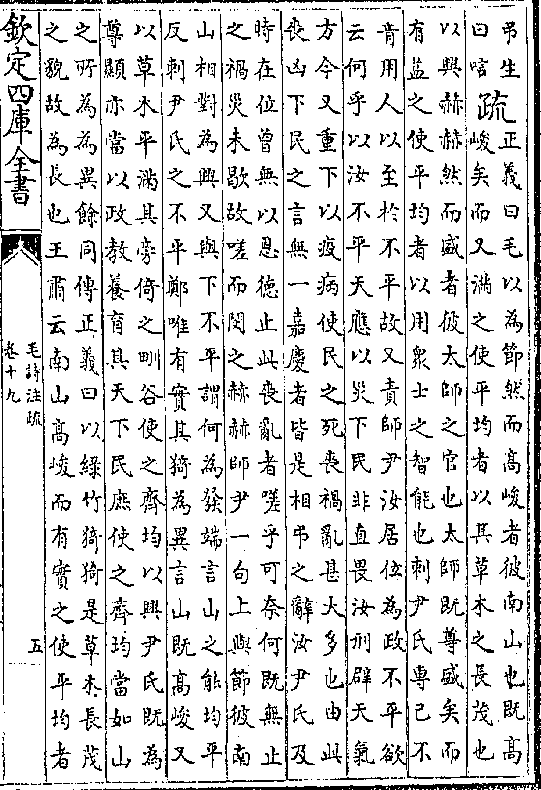 弔生
曰唁疏正義曰毛以為節然而高峻者彼南山也既高
峻矣而又滿之使平均者以其草木之長茂也
以興赫赫然而盛者彼太師之官也太師既尊盛矣而
有益之使平均者以用衆士之智能也刺尹氏專己不
肯用人以至於不平故又責師尹汝居位為政不平欲
云何乎以汝不平天應以災下民非直畏汝刑辟天氣
方今又重下以疫病使民之死喪禍亂甚大多也由此
喪凶下民之言無一嘉慶者皆是相弔之辭汝尹氏及
時在位曾無以恩德止此喪亂者嗟乎可奈何既無止
之禍災未歇故嗟而閔之赫赫師尹一句上與節彼南
山相對為興又與下不平謂何為發端言山之能均平
反刺尹氏之不平鄭唯有實其猗為異言山既高峻又
以草木平滿其旁倚之畎谷使之齊均以興尹氏既為
尊顯亦當以政教養育其天下民庶使之齊均當如山
之所為為異餘同傳正義曰以綠竹猗猗是草木長茂
之貌故為長也王肅云南山高峻而有實之使平均者
欽定四庫全書
毛詩注疏
卷十九
五